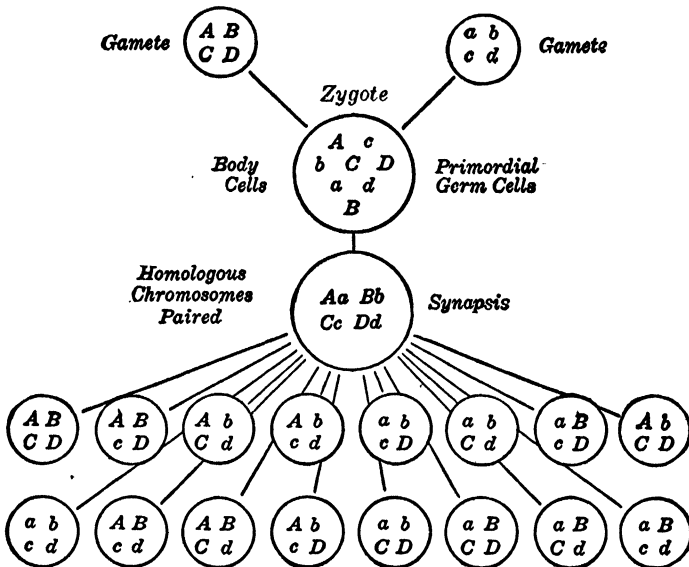 Gamete
A B
C D
a b
c d
Gamete
Zygote
Body
Cells
A c
b C D
a d
B
Primordial
Germ Cells
Homologous
Chromosomes
Paired
Aa Bb
Cc Dd
Synapsis
A B
C D
A B
c D
A b
C d
A b
c d
a b
c D
a b
C d
a B
c D
A b
C D
a b
c d
A B
c d
A B
C d
A b
c D
a b
C D
a B
C D
a B
C d
a B
c d